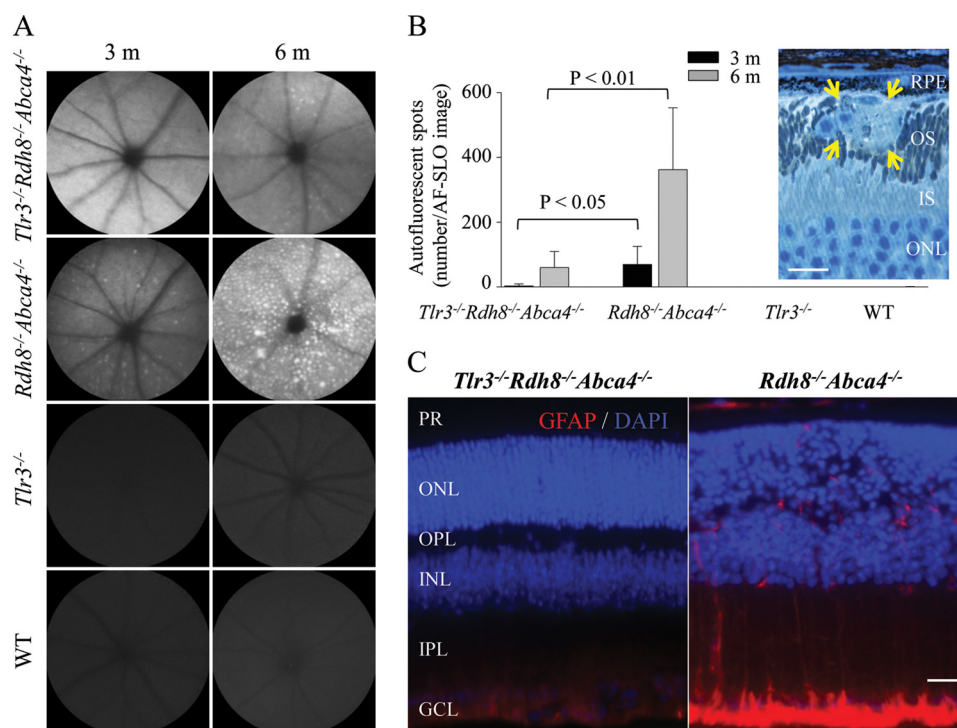 A
3 m 6 m
Tlr3-/-Rdh8-/-Abca4-/-
Rdh8-/-Abca4-/-
Tlr3-/-
WT
B
3 m
6 m
P < 0.01
P < 0.05
Autofluorescent spots
(number/AF-SLO image)
600
400
200
0
Tlr3-/-Rdh8-/-Abca4-/- Rdh8-/-Abca4-/- Tlr3-/- WT
RPE
OS
IS
ONL
C
Tlr3-/-Rdh8-/-Abca4-/- Rdh8-/-Abca4-/-
PR
GFAP / DAPI
ONL
OPL
INL
IPL
GCL